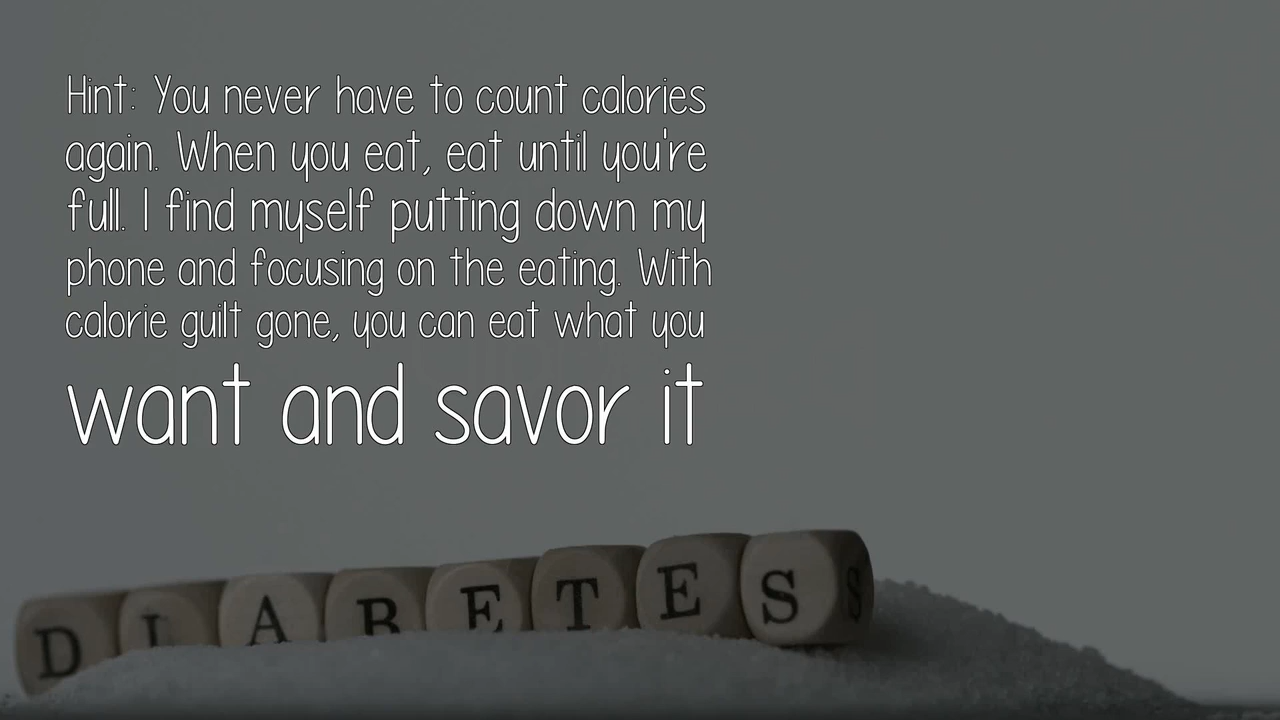 Hint: You never have to count calories
again. When you eat, eat until you're
full. I find myself putting down my
phone and focusing on the eating. With
calorie guilt gone, you can eat what you
want and savor it
DIABETES S